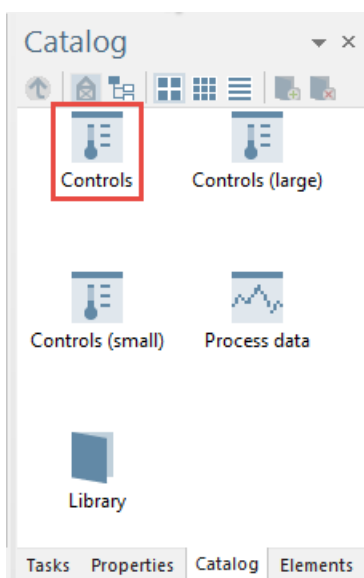 Catalog
Controls
Controls (large)
Controls (small)
Process data
Library
Tasks Properties Catalog Elements